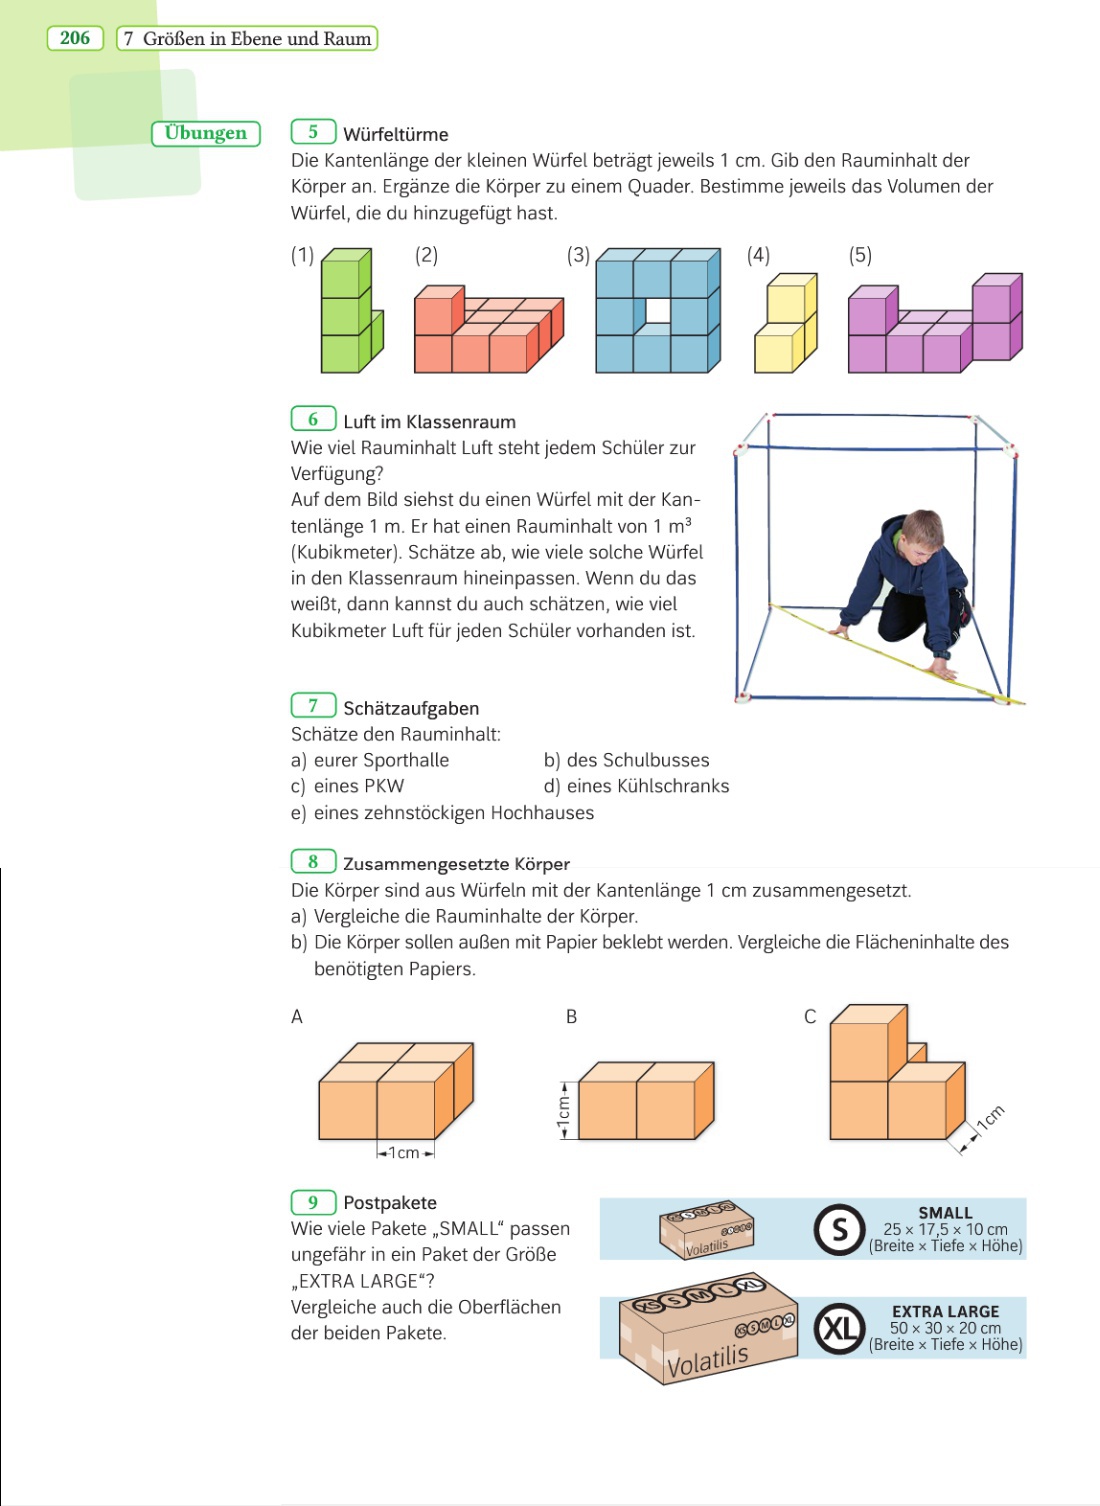 206
7 Größen in Ebene und Raum
Übungen
5 Würfeltürme
Die Kantenlänge der kleinen Würfel beträgt jeweils 1 cm. Gib den Rauminhalt der
Körper an. Ergänze die Körper zu einem Quader. Bestimme jeweils das Volumen der
Würfel, die du hinzugefügt hast.
(1) (2) (3) (4) (5)
6 Luft im Klassenraum
Wie viel Rauminhalt Luft steht jedem Schüler zur
Verfügung?
Auf dem Bild siehst du einen Würfel mit der Kan-
tenlänge 1 m. Er hat einen Rauminhalt von 1 m³
(Kubikmeter). Schätze ab, wie viele solche Würfel
in den Klassenraum hineinpassen. Wenn du das
weißt, dann kannst du auch schätzen, wie viel
Kubikmeter Luft für jeden Schüler vorhanden ist.
7 Schätzaufgaben
Schätze den Rauminhalt:
a) eurer Sporthalle b) des Schulbusses
c) eines PKW d) eines Kühlschranks
e) eines zehnstöckigen Hochhauses
8 Zusammengesetzte Körper
Die Körper sind aus Würfeln mit der Kantenlänge 1 cm zusammengesetzt.
a) Vergleiche die Rauminhalte der Körper.
b) Die Körper sollen außen mit Papier beklebt werden. Vergleiche die Flächeninhalte des
benötigten Papiers.
A B C
1cm
1cm
1cm
9 Postpakete
Wie viele Pakete „SMALL“ passen
ungefähr in ein Paket der Größe
„EXTRA LARGE“?
Vergleiche auch die Oberflächen
der beiden Pakete.
Volatilis
S
SMALL
25 × 17,5 × 10 cm
(Breite × Tiefe × Höhe)
XS S M L XL
XS S M L XL
Volatilis
XL
EXTRA LARGE
50 × 30 × 20 cm
(Breite × Tiefe × Höhe)